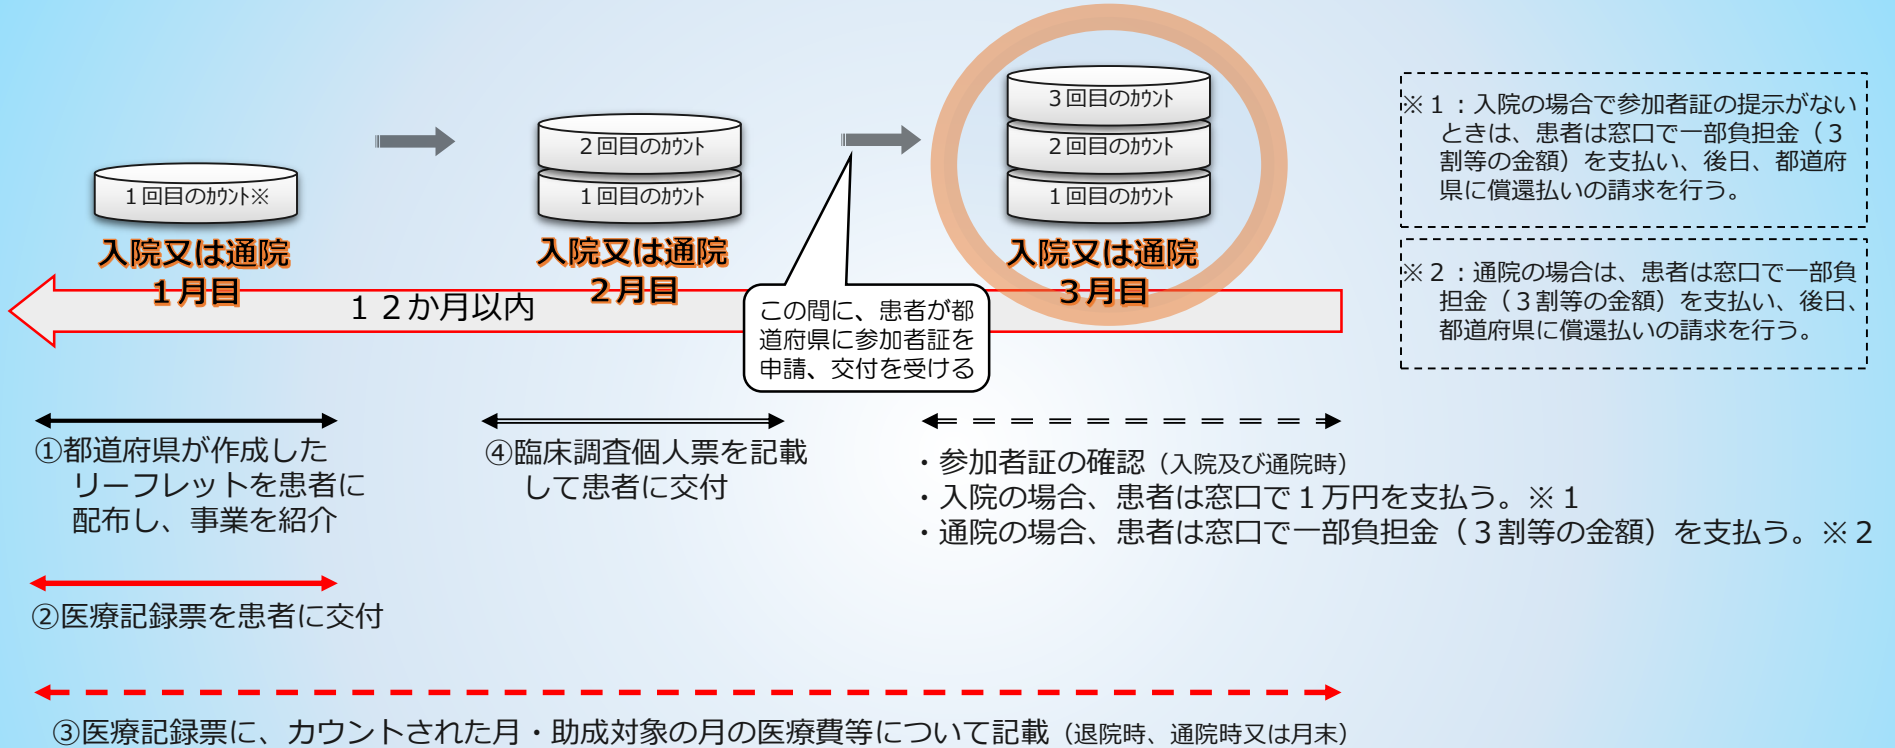 1回目のｶｳﾝﾄ※
入院又は通院
１月目
2回目のｶｳﾝﾄ
1回目のｶｳﾝﾄ
入院又は通院
２月目
3回目のｶｳﾝﾄ
2回目のｶｳﾝﾄ
1回目のｶｳﾝﾄ
入院又は通院
３月目
１２か月以内
この間に、患者が都
道府県に参加者証を
申請、交付を受ける
※１：入院の場合で参加者証の提示がない
ときは、患者は窓口で一部負担金（３
割等の金額）を支払い、後日、都道府
県に償還払いの請求を行う。
※２：通院の場合は、患者は窓口で一部負
担金（３割等の金額）を支払い、後日、
都道府県に償還払いの請求を行う。
①都道府県が作成した
リーフレットを患者に
配布し、事業を紹介
②医療記録票を患者に交付
④臨床調査個人票を記載
して患者に交付
・参加者証の確認（入院及び通院時）
・入院の場合、患者は窓口で１万円を支払う。※１
・通院の場合、患者は窓口で一部負担金（３割等の金額）を支払う。※２
③医療記録票に、カウントされた月・助成対象の月の医療費等について記載（退院時、通院時又は月末）